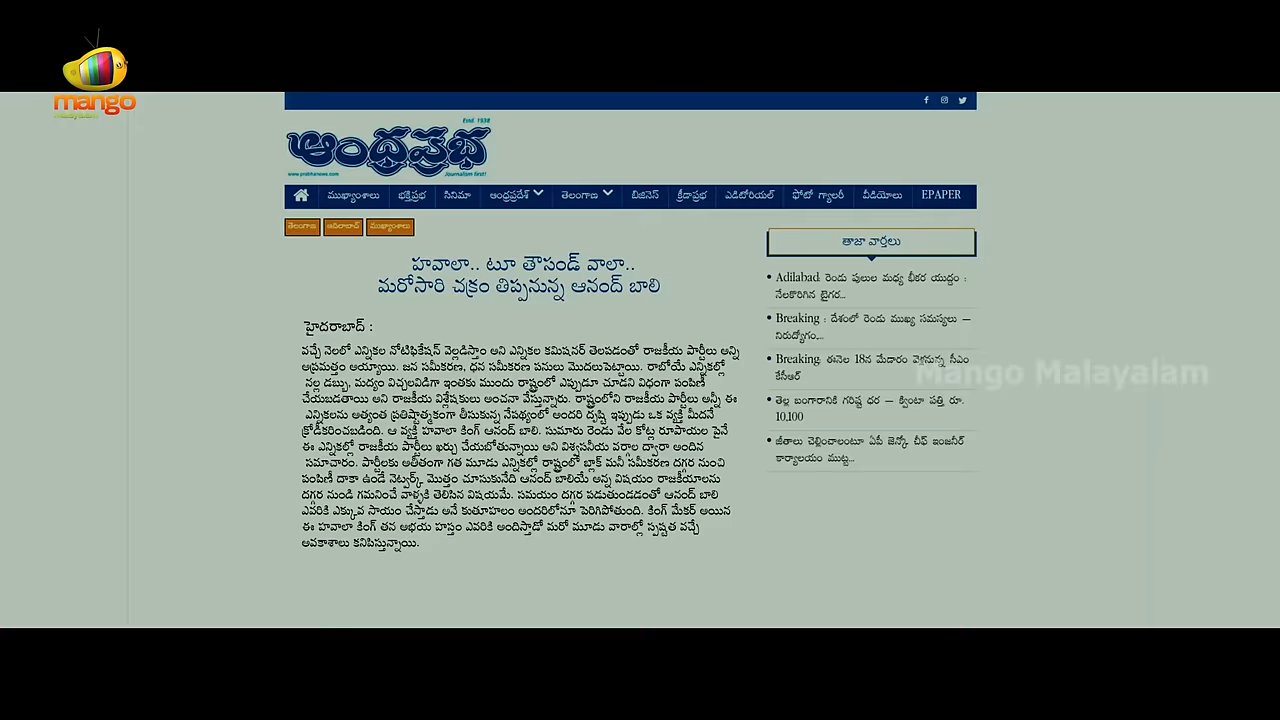 mango
malayalam
Estd. 1938
ఆంధ్రప్రభ
www.prabhanews.com Journalism first!
ముఖ్యాంశాలు భక్తిప్రభ సినిమా ఆంధ్రప్రదేశ్ తెలంగాణ బిజినెస్ క్రీడాప్రభ ఎడిటోరియల్ ఫోటో గ్యాలరీ వీడియోలు EPAPER
తెలంగాణ ఆదిలాబాద్ ముఖ్యాంశాలు
హవాలా.. టూ తౌసండ్ వాలా..
మరోసారి చక్రం తిప్పనున్న ఆనంద్ బాలి
హైదరాబాద్ :
వచ్చే నెలలో ఎన్నికల నోటిఫికేషన్ వెల్లడిస్తాం అని ఎన్నికల కమిషనర్ తెలపడంతో రాజకీయ పార్టీలు అన్ని
అప్రమత్తం అయ్యాయి. జన సమీకరణ, ధన సమీకరణ పనులు మొదలుపెట్టాయి. రాబోయే ఎన్నికల్లో
నల్ల డబ్బు, మద్యం విచ్చలవిడిగా ఇంతకు ముందు రాష్ట్రంలో ఎప్పుడూ చూడని విధంగా పంపిణీ
చేయబడతాయి అని రాజకీయ విశ్లేషకులు అంచనా వేస్తున్నారు. రాష్ట్రంలోని రాజకీయ పార్టీలు అన్నీ ఈ
ఎన్నికలను అత్యంత ప్రతిష్టాత్మకంగా తీసుకున్న నేపథ్యంలో అందరి దృష్టి ఇప్పుడు ఒక వ్యక్తి మీదనే
క్రోడీకరించబడింది. ఆ వ్యక్తే హవాలా కింగ్ ఆనంద్ బాలి. సుమారు రెండు వేల కోట్ల రూపాయల పైనే
ఈ ఎన్నికల్లో రాజకీయ పార్టీలు ఖర్చు చేయబోతున్నాయి అని విశ్వసనీయ వర్గాల ద్వారా అందిన
సమాచారం. పార్టీలకు అతీతంగా గత మూడు ఎన్నికల్లో రాష్ట్రంలో బ్లాక్ మనీ సమీకరణ దగ్గర నుంచి
పంపిణీ దాకా ఉండే నెట్వర్క్ మొత్తం చూసుకునేది ఆనంద్ బాలియే అన్న విషయం రాజకీయాలను
దగ్గర నుండి గమనించే వాళ్ళకి తెలిసిన విషయమే. సమయం దగ్గర పడుతుండడంతో ఆనంద్ బాలి
ఎవరికి ఎక్కువ సాయం చేస్తాడు అనే కుతూహలం అందరిలోనూ పెరిగిపోతుంది. కింగ్ మేకర్ అయిన
ఈ హవాలా కింగ్ తన అభయ హస్తం ఎవరికి అందిస్తాడో మరో మూడు వారాల్లో స్పష్టత వచ్చే
అవకాశాలు కనిపిస్తున్నాయి.
తాజా వార్తలు
Adilabad: రెండు పులుల మధ్య భీకర యుద్దం :
నేలకొరిగిన టైగర్...
Breaking : దేశంలో రెండు ముఖ్య సమస్యలు –
నిరుద్యోగం,...
Breaking: ఈనెల 18న మేడారం వెళ్లనున్న సీఎం
కేసీఆర్
తెల్ల బంగారానికి గరిష్ట ధర – క్వింటా పత్తి రూ.
10,100
జీతాలు చెల్లించాలంటూ ఏపీ జెన్కో చీఫ్ ఇంజనీర్
కార్యాలయం ముట్ట...
Mango Malayalam